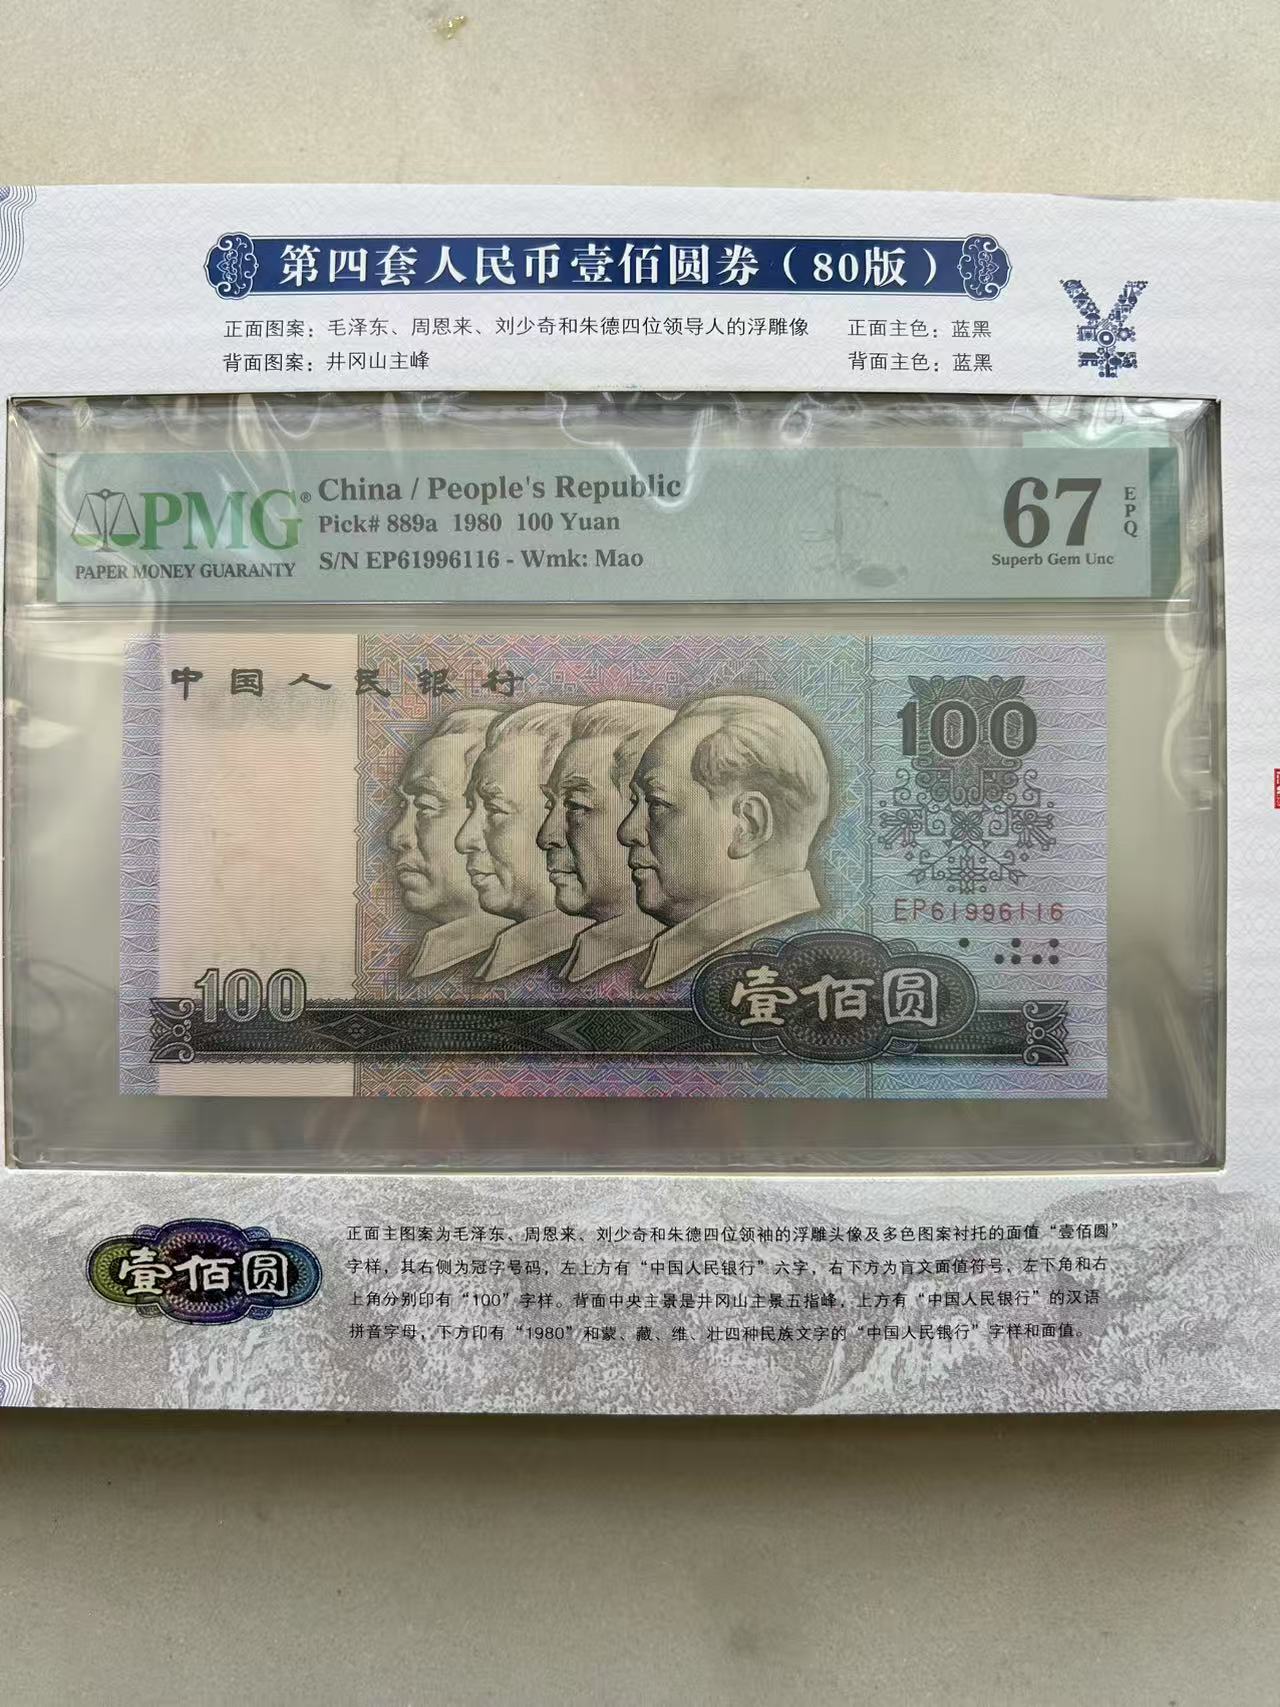 第四套人民币壹佰圆券（80版）
正面图案：毛泽东、周恩来、刘少奇和朱德四位领导人的浮雕像 正面主色：蓝黑
背面图案：井冈山主峰 背面主色：蓝黑
PMG®
PAPER MONEY GUARANTY
China / People's Republic
Pick# 889a 1980 100 Yuan
S/N EP61996116 - Wmk: Mao
67 EPQ
Superb Gem Unc
中国人民银行
100
EP61996116
100
壹佰圆
壹佰圆
正面主图案为毛泽东、周恩来、刘少奇和朱德四位领袖的浮雕头像及多色图案衬托的面值“壹佰圆”
字样，其右侧为冠字号码，左上方有“中国人民银行”六字，右下方为盲文面值符号，左下角和右
上角分别印有“100”字样。背面中央主景是井冈山主景五指峰，上方有“中国人民银行”的汉语
拼音字母，下方印有“1980”和蒙、藏、维、壮四种民族文字的“中国人民银行”字样和面值。